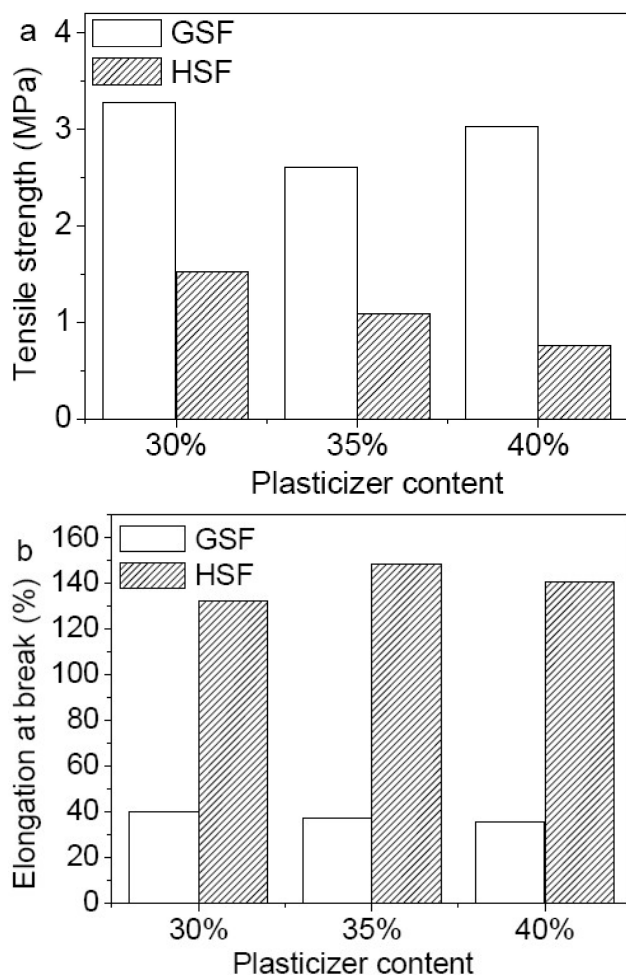 a
GSF
HSF
Tensile strength (MPa)
4
3
2
1
0
30% 35% 40%
Plasticizer content
b
GSF
HSF
Elongation at break (%)
160
140
120
100
80
60
40
20
0
30% 35% 40%
Plasticizer content